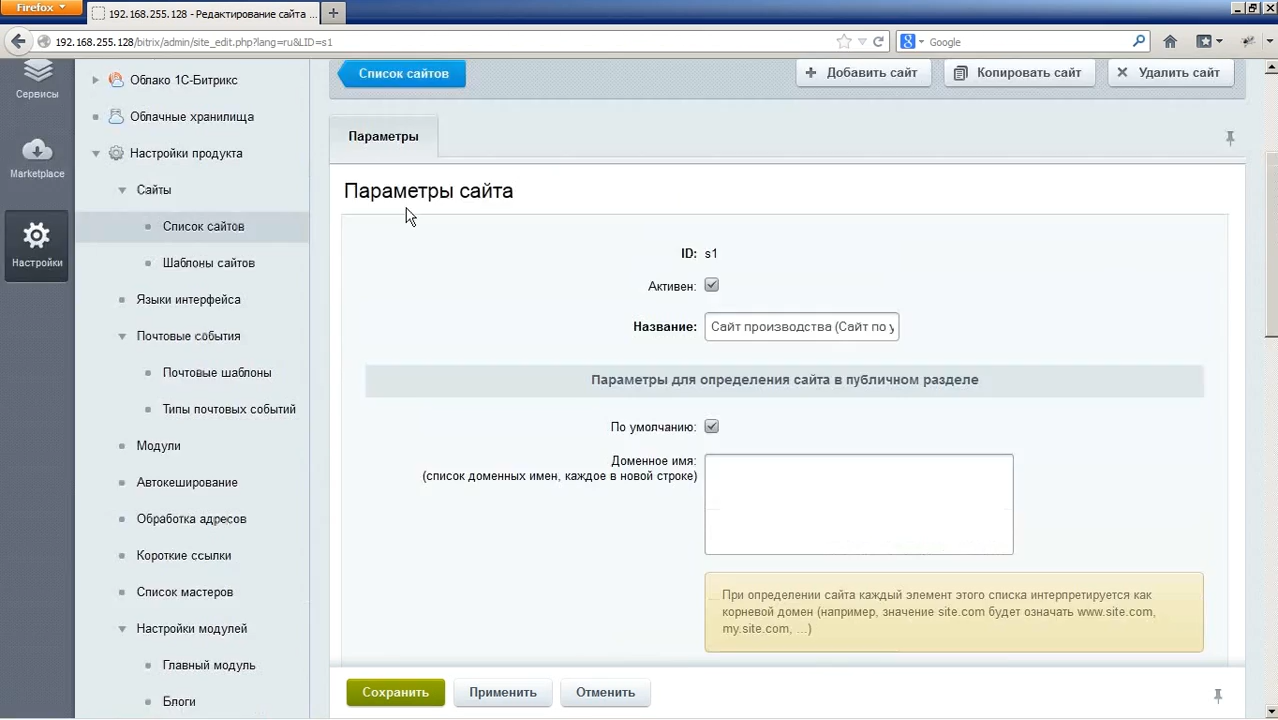 Firefox
192.168.255.128 - Редактирование сайта ...
192.168.255.128/bitrix/admin/site_edit.php?lang=ru&LID=s1
Google
Сервисы
Marketplace
Настройки
Облако 1С-Битрикс
Облачные хранилища
Настройки продукта
Сайты
Список сайтов
Шаблоны сайтов
Языки интерфейса
Почтовые события
Почтовые шаблоны
Типы почтовых событий
Модули
Автокеширование
Обработка адресов
Короткие ссылки
Список мастеров
Настройки модулей
Главный модуль
Блоги
Список сайтов
Добавить сайт
Копировать сайт
Удалить сайт
Параметры
Параметры сайта
ID: s1
Активен:
Название: Сайт производства (Сайт по у
Параметры для определения сайта в публичном разделе
По умолчанию:
Доменное имя:
(список доменных имен, каждое в новой строке)
При определении сайта каждый элемент этого списка интерпретируется как
корневой домен (например, значение site.com будет означать www.site.com,
my.site.com, ...)
Сохранить
Применить
Отменить